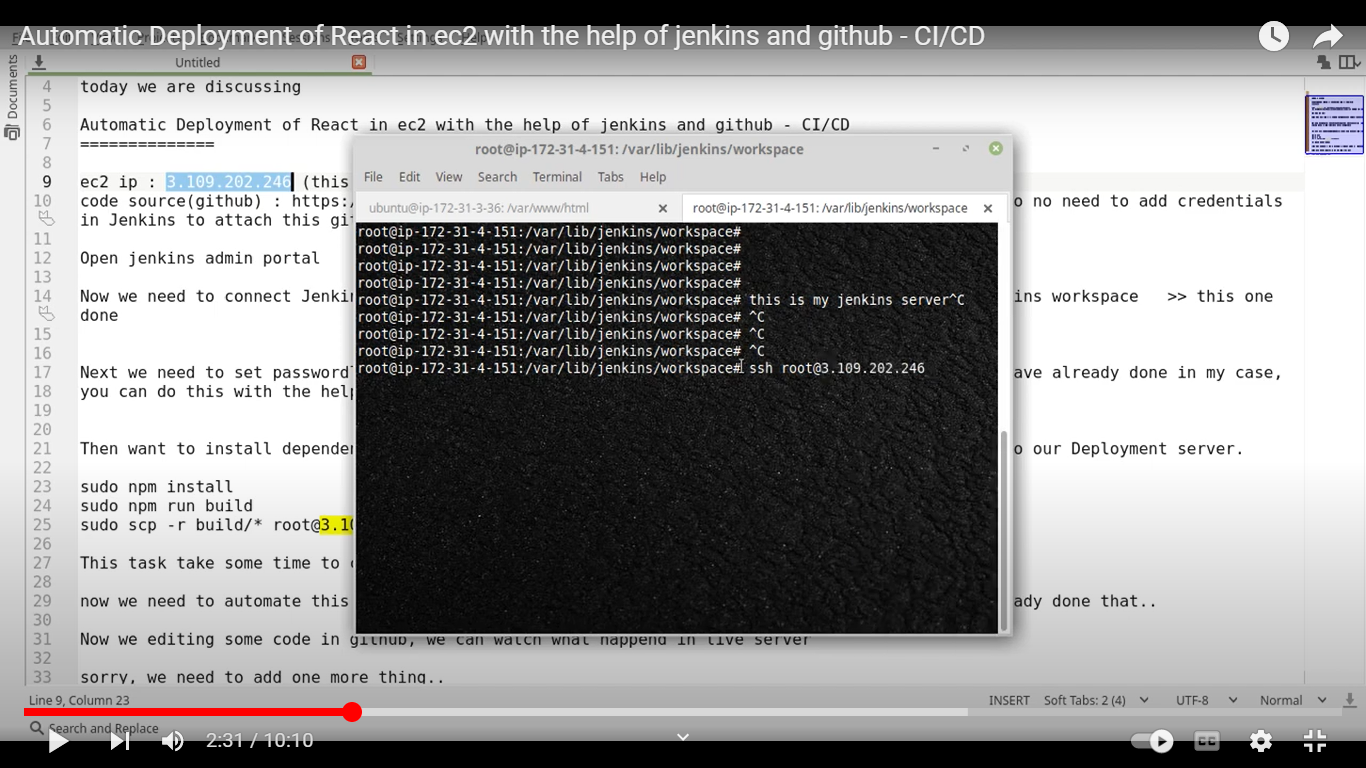 Automatic Deployment of React in ec2 with the help of jenkins and github - CI/CD
Documents
Untitled
4 today we are discussing
5
6 Automatic Deployment of React in ec2 with the help of jenkins and github - CI/CD
7 ==============
8
9 ec2 ip : 3.109.202.246 (this
10 code source(github) : https:/ o no need to add credentials
in Jenkins to attach this gi
11
12 Open jenkins admin portal
13
14 Now we need to connect Jenki ins workspace >> this one
done
15
16
17 Next we need to set password ave already done in my case,
18 you can do this with the help
19
20
21 Then want to install depende o our Deployment server.
22
23 sudo npm install
24 sudo npm run build
25 sudo scp -r build/* root@3.10
26
27 This task take some time to
28
29 now we need to automate this ady done that..
30
31 Now we editing some code in github, we can watch what happend in live server
32
33 sorry, we need to add one more thing..
root@ip-172-31-4-151: /var/lib/jenkins/workspace
File Edit View Search Terminal Tabs Help
ubuntu@ip-172-31-3-36: /var/www/html
root@ip-172-31-4-151: /var/lib/jenkins/workspace
root@ip-172-31-4-151:/var/lib/jenkins/workspace#
root@ip-172-31-4-151:/var/lib/jenkins/workspace#
root@ip-172-31-4-151:/var/lib/jenkins/workspace#
root@ip-172-31-4-151:/var/lib/jenkins/workspace#
root@ip-172-31-4-151:/var/lib/jenkins/workspace# this is my jenkins server^C
root@ip-172-31-4-151:/var/lib/jenkins/workspace# ^C
root@ip-172-31-4-151:/var/lib/jenkins/workspace# ^C
root@ip-172-31-4-151:/var/lib/jenkins/workspace# ^C
root@ip-172-31-4-151:/var/lib/jenkins/workspace# ssh root@3.109.202.246
Line 9, Column 23
INSERT Soft Tabs: 2 (4) UTF-8 Normal
Search and Replace
2:31 / 10:10
CC